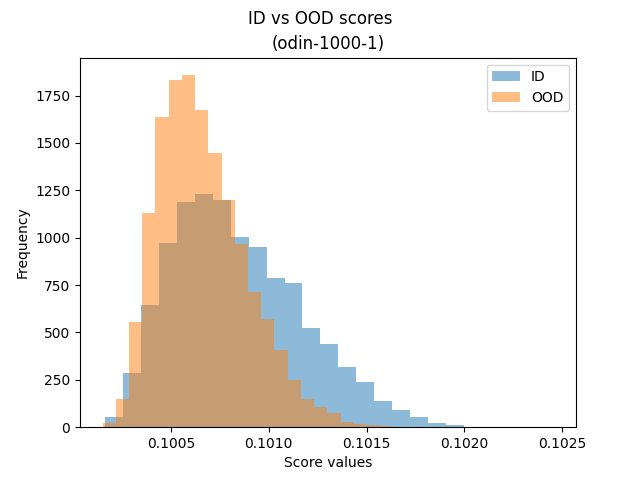 ID vs OOD scores
(odin-1000-1)
ID
OOD
Frequency
1750
1500
1250
1000
750
500
250
0
0.1005
0.1010
0.1015
0.1020
0.1025
Score values